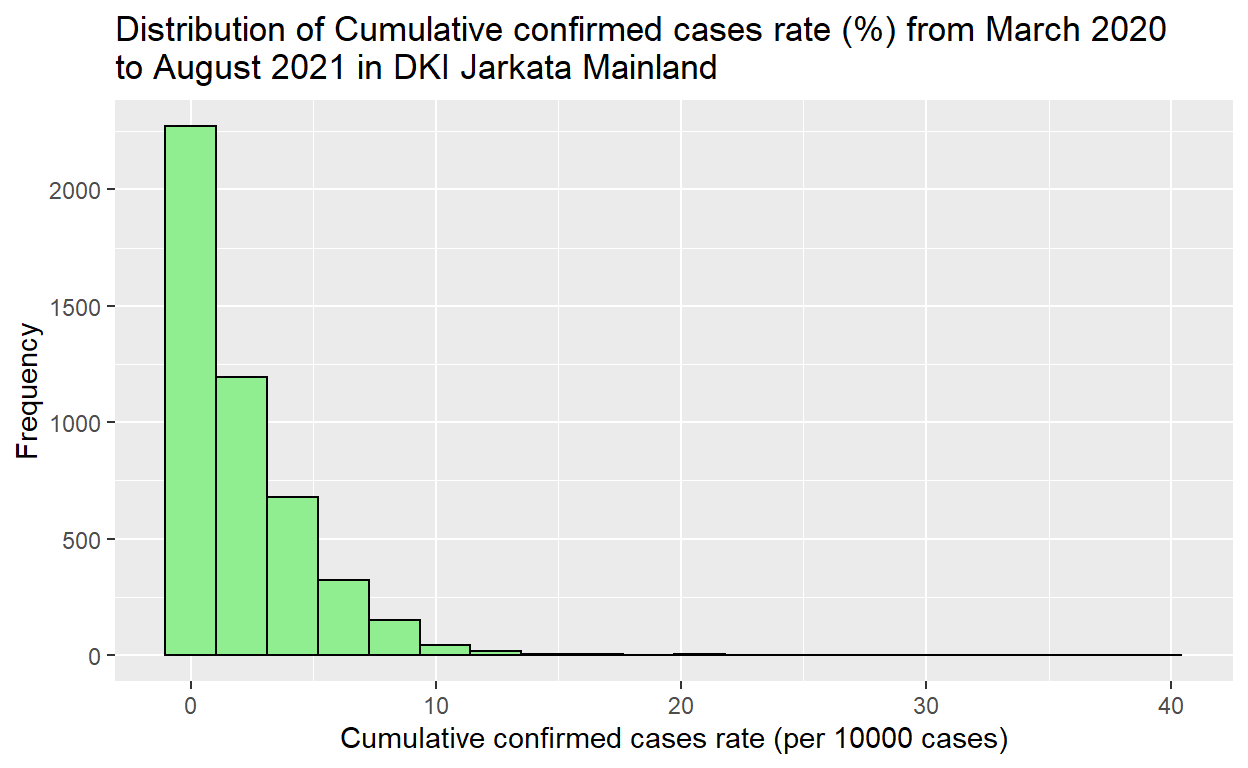 Distribution of Cumulative confirmed cases rate (%) from March 2020
to August 2021 in DKI Jarkata Mainland
2000
1500
1000
500
0
Frequency
0 10 20 30 40
Cumulative confirmed cases rate (per 10000 cases)